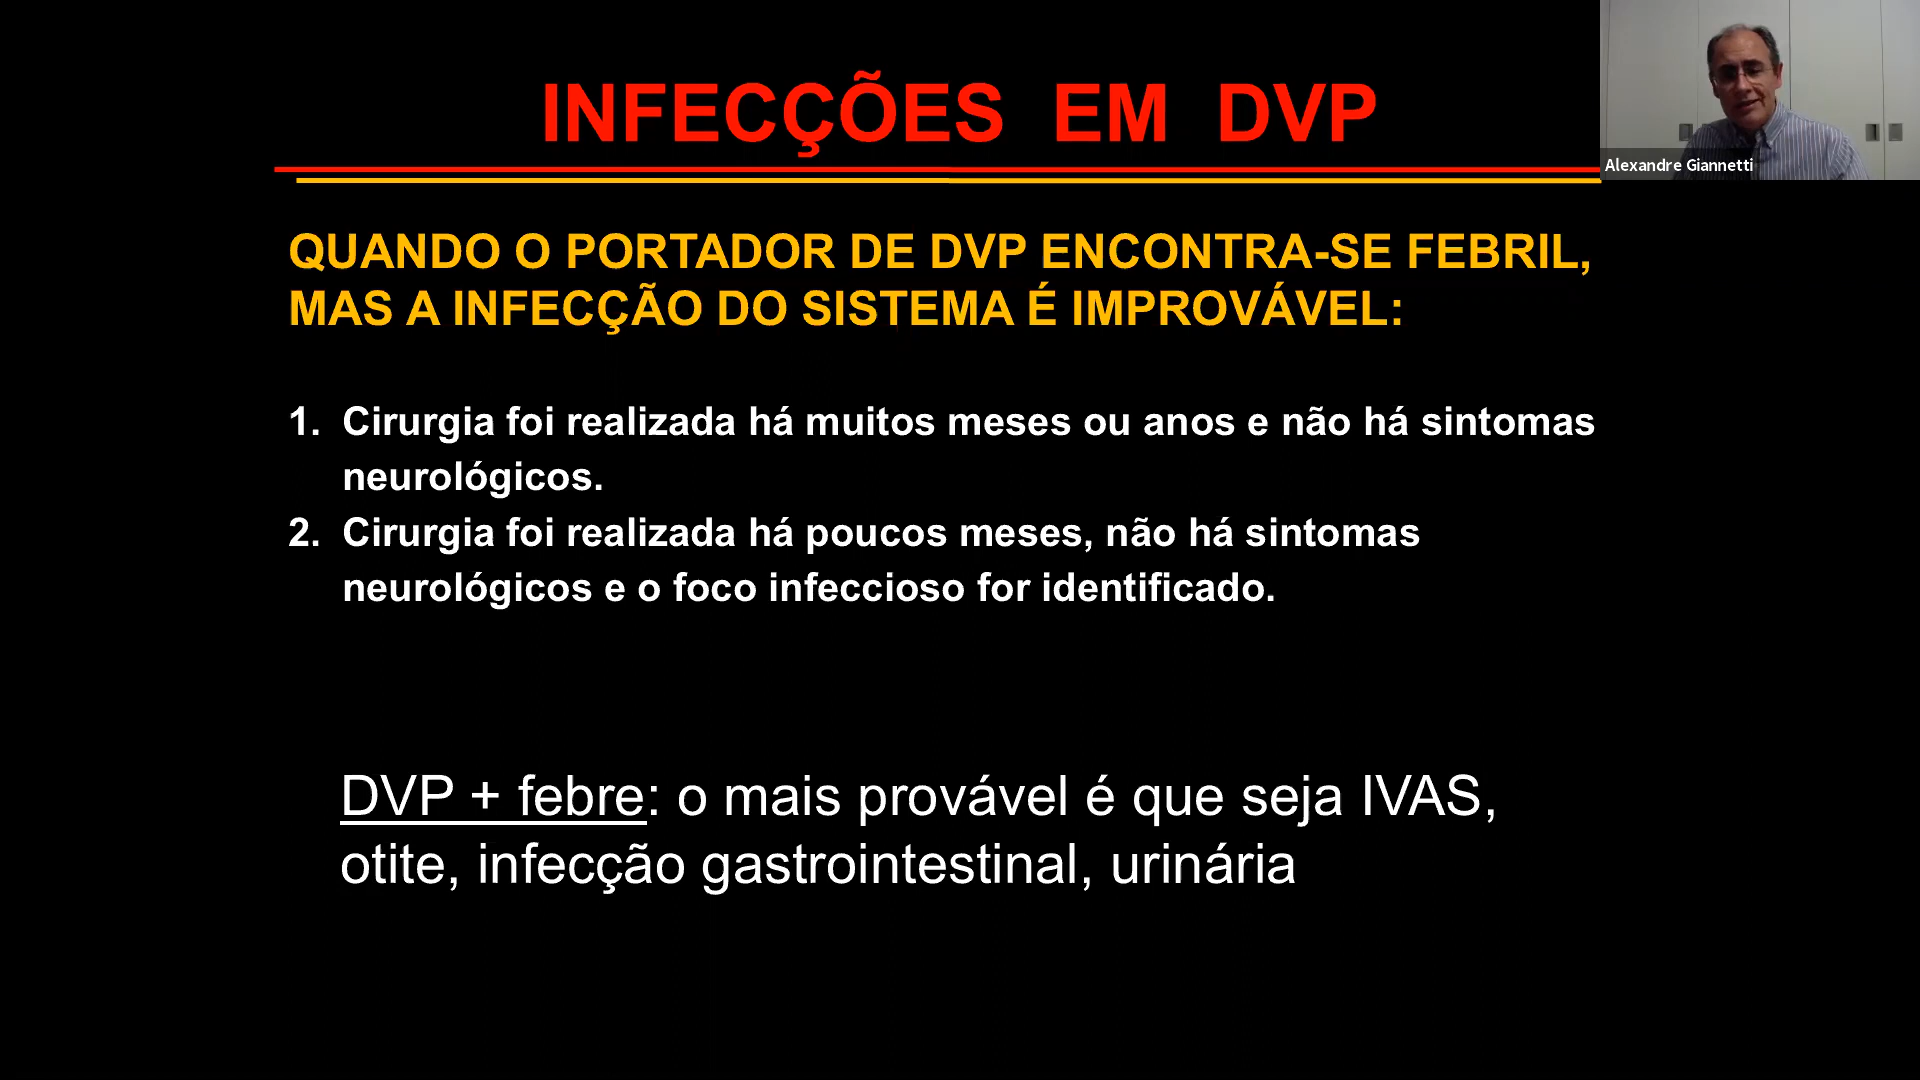 INFECÇÕES EM DVP
Alexandre Giannetti
QUANDO O PORTADOR DE DVP ENCONTRA-SE FEBRIL,
MAS A INFECÇÃO DO SISTEMA É IMPROVÁVEL:
1. Cirurgia foi realizada há muitos meses ou anos e não há sintomas
neurológicos.
2. Cirurgia foi realizada há poucos meses, não há sintomas
neurológicos e o foco infeccioso for identificado.
DVP + febre: o mais provável é que seja IVAS,
otite, infecção gastrointestinal, urinária